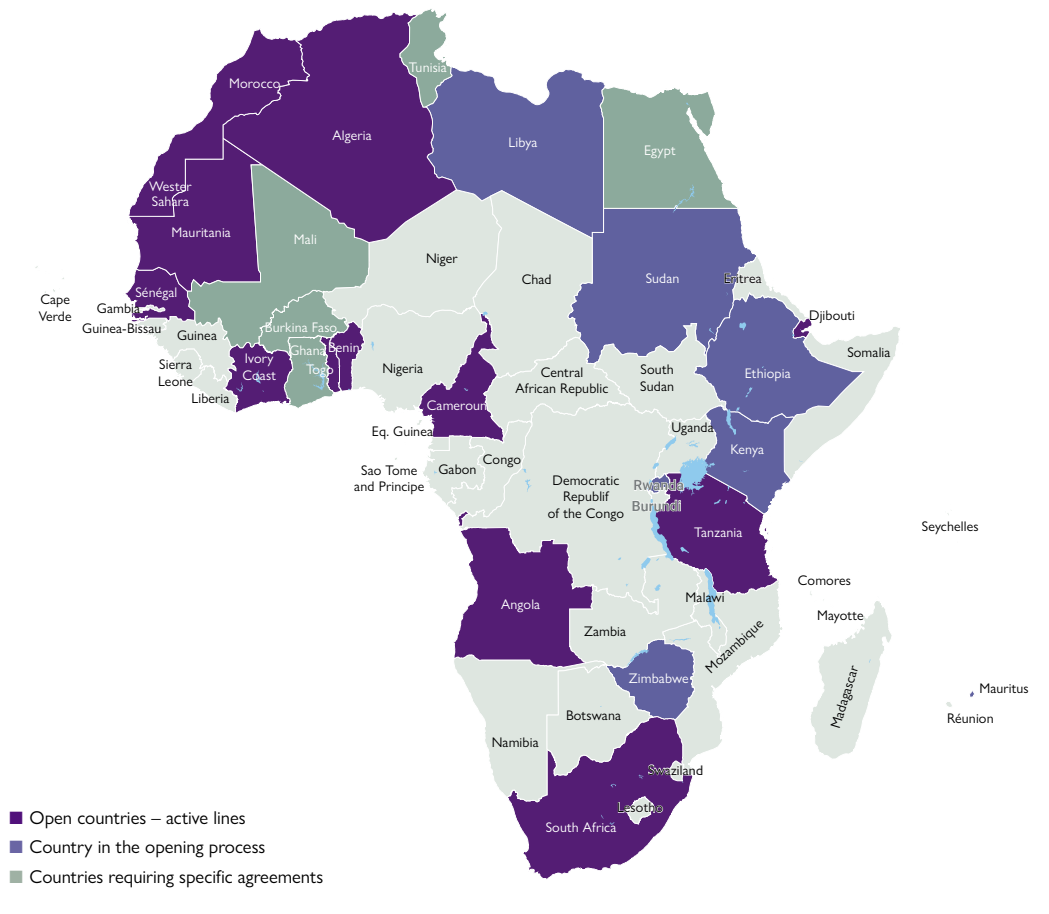 Tunisia
Morocco
Algeria
Libya
Egypt
Wester
Sahara
Mauritania
Mali
Niger
Chad
Sudan
Eritrea
Cape
Verde
Sénégal
Gambia
Guinea-Bissau
Guinea
Burkina Faso
Djibouti
Sierra
Leone
Ivory
Coast
Ghana
Togo
Benin
Nigeria
Central
African Republic
South
Sudan
Ethiopia
Somalia
Liberia
Cameroun
Eq. Guinea
Uganda
Kenya
Sao Tome
and Principe
Gabon
Congo
Democratic
Republif
of the Congo
Rwanda
Burundi
Tanzania
Seychelles
Comores
Mayotte
Angola
Malawi
Zambia
Mozambique
Madagascar
Zimbabwe
Mauritus
Réunion
Botswana
Namibia
Swaziland
Lesotho
South Africa
Open countries – active lines
Country in the opening process
Countries requiring specific agreements